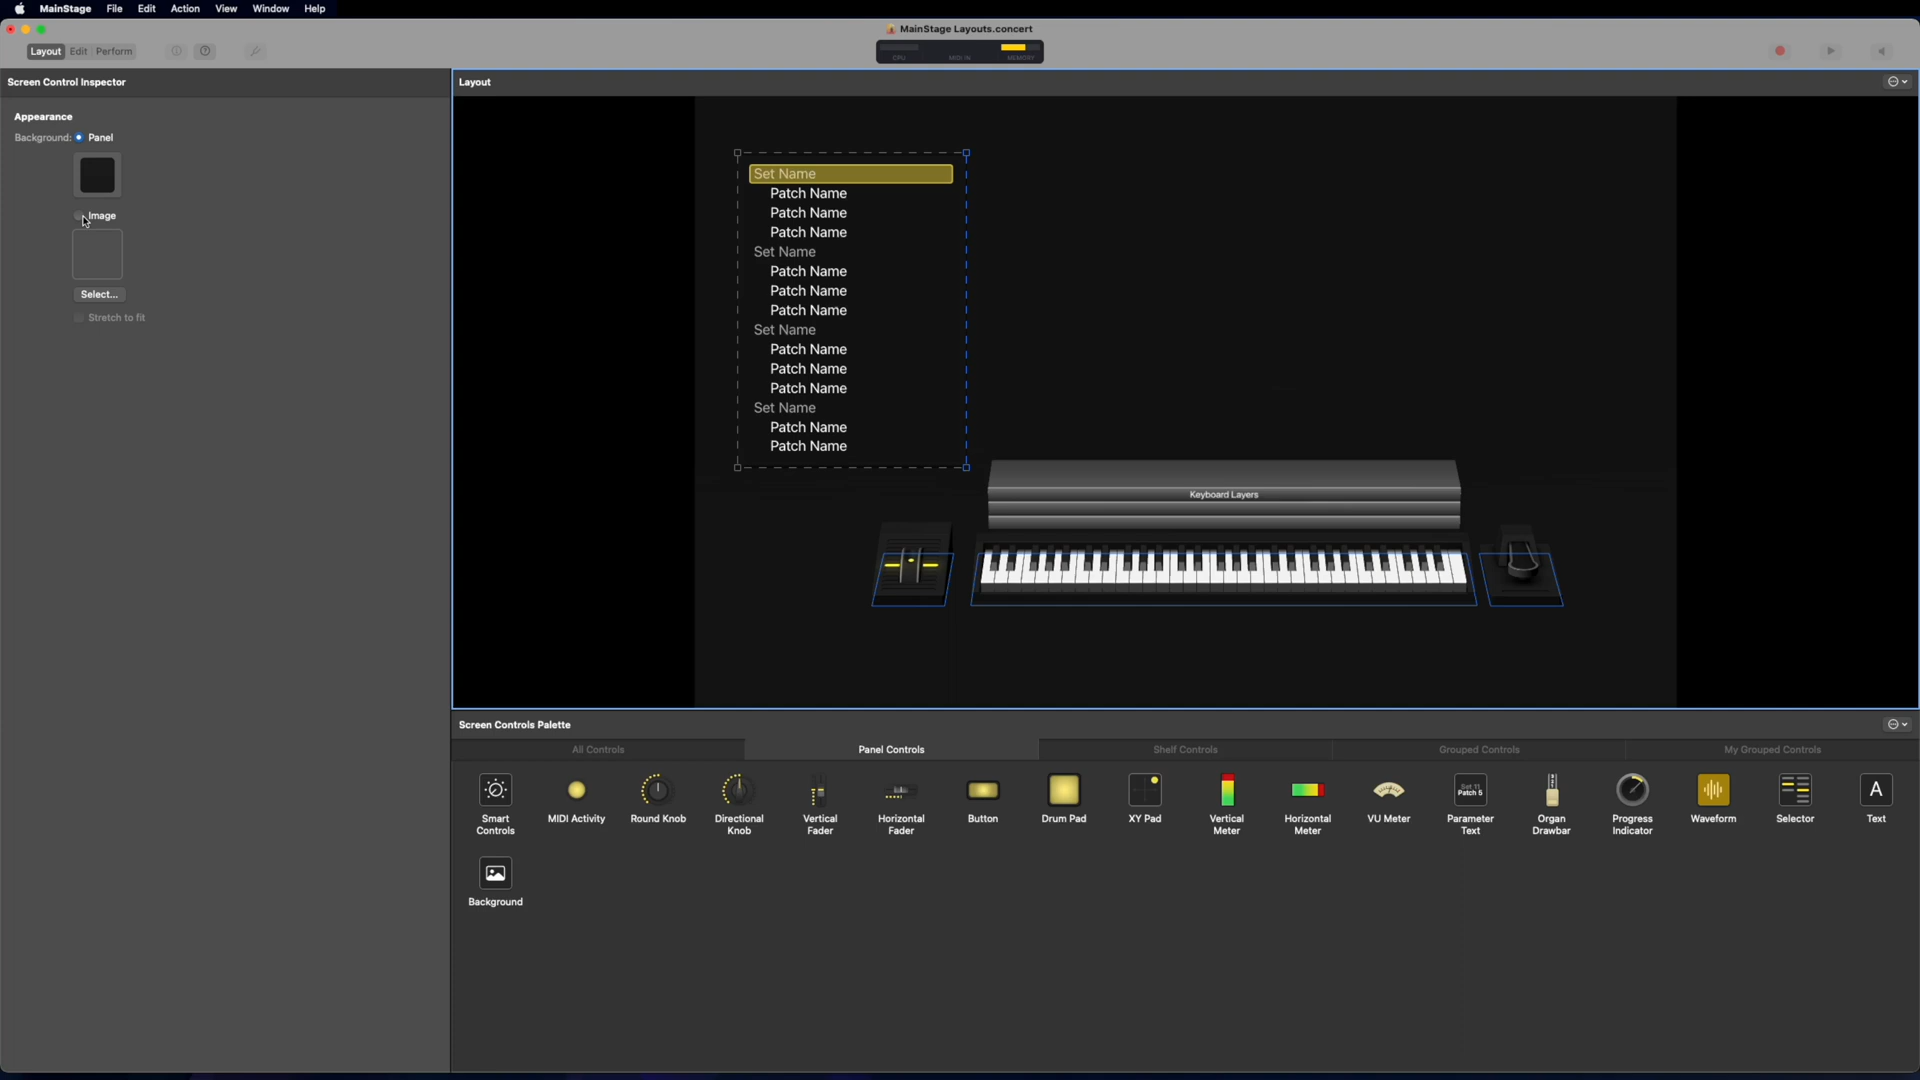 MainStage File Edit Action View Window Help
MainStage Layouts.concert
Layout Edit Perform
CPU MIDI IN MEMORY
Screen Control Inspector
Layout
Appearance
Background: Panel
Image
Select...
Stretch to fit
Set Name
Patch Name
Patch Name
Patch Name
Set Name
Patch Name
Patch Name
Patch Name
Set Name
Patch Name
Patch Name
Patch Name
Set Name
Patch Name
Patch Name
Keyboard Layers
Screen Controls Palette
All Controls Panel Controls Shelf Controls Grouped Controls My Grouped Controls
Set 11
Patch 5
A
Smart Controls
MIDI Activity
Round Knob
Directional Knob
Vertical Fader
Horizontal Fader
Button
Drum Pad
XY Pad
Vertical Meter
Horizontal Meter
VU Meter
Parameter Text
Organ Drawbar
Progress Indicator
Waveform
Selector
Text
Background